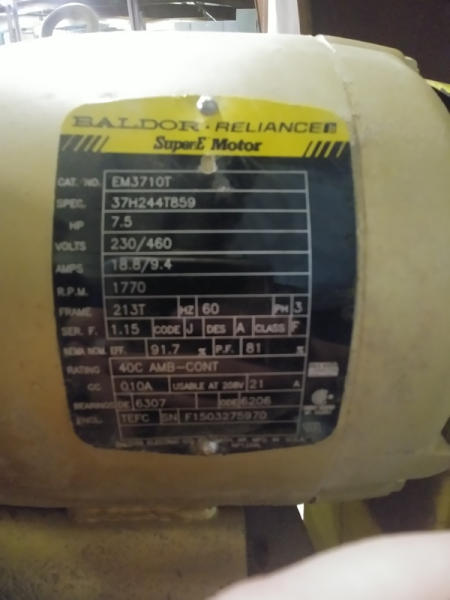 BALDOR · RELIANCE
SuperE Motor
CAT. NO. EM3710T
SPEC. 37H244T859
HP 7.5
VOLTS 230/460
AMPS 18.8/9.4
R.P.M. 1770
FRAME 213T HZ 60 PH 3
SER. F. 1.15 CODE J DES A CLASS F
NEMA NOM. EFF. 91.7 % P.F. 81 %
RATING 40C AMB-CONT
CC 010A USABLE AT 208V 21 A
BEARINGS DE 6307 ODE 6206
ENCL. TEFC SN F1503275970